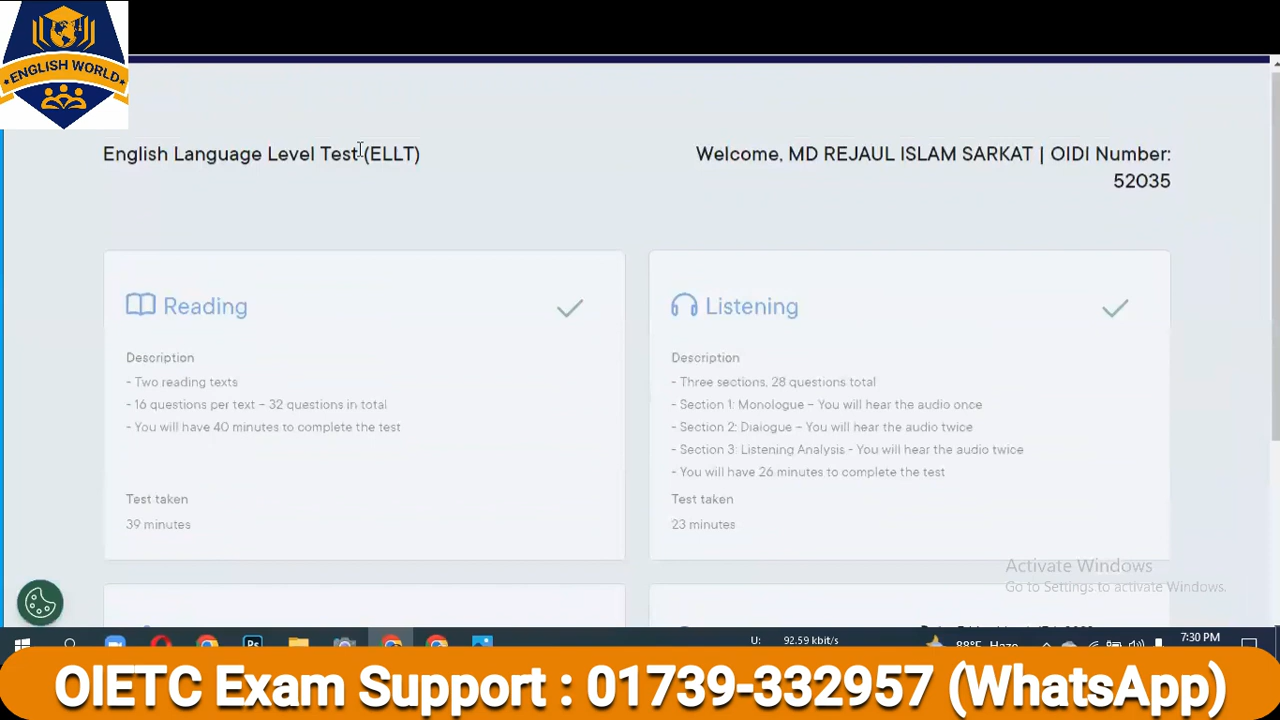 ENGLISH WORLD
English Language Level Test (ELLT)
Welcome, MD REJAUL ISLAM SARKAT | OIDI Number:
52035
Reading
Description
- Two reading texts
- 16 questions per text – 32 questions in total
- You will have 40 minutes to complete the test
Test taken
39 minutes
Listening
Description
- Three sections, 28 questions total
- Section 1: Monologue – You will hear the audio once
- Section 2: Dialogue – You will hear the audio twice
- Section 3: Listening Analysis - You will hear the audio twice
- You will have 26 minutes to complete the test
Test taken
23 minutes
Activate Windows
Go to Settings to activate Windows.
Ps
U:
92.59 kbit/s
88°F Haze
7:30 PM
OIETC Exam Support : 01739-332957 (WhatsApp)